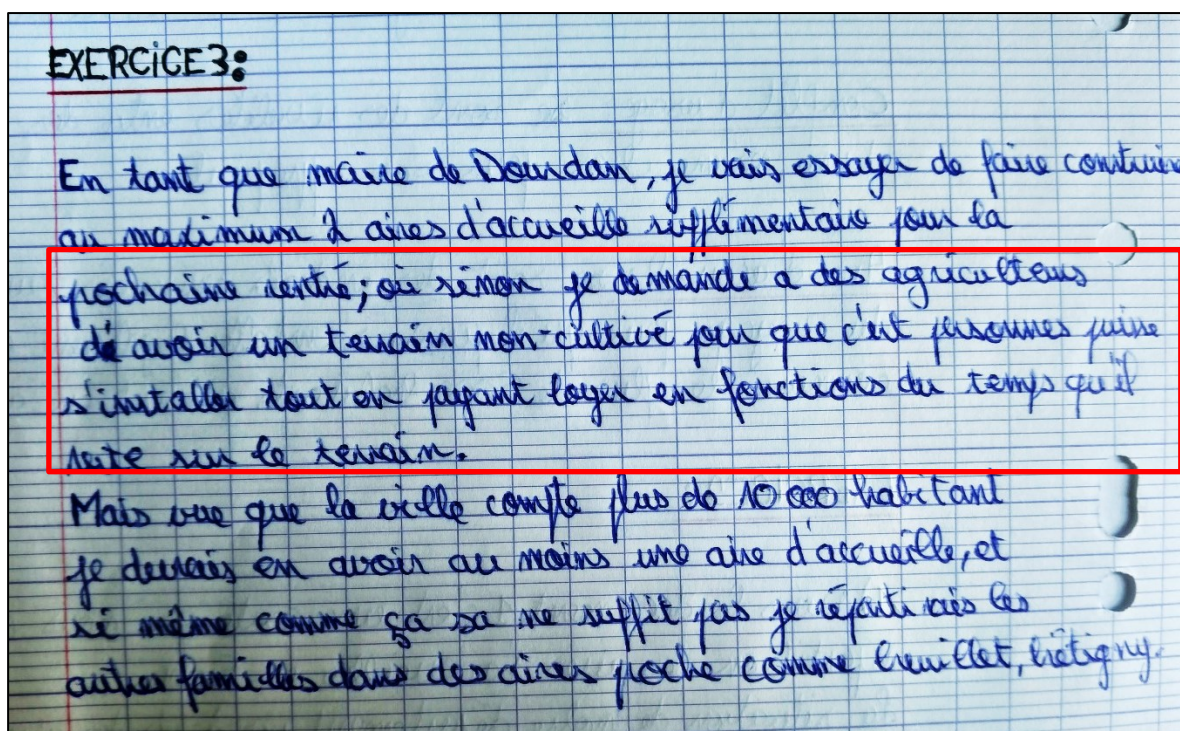 EXERCiCE 3:
En tant que maire de Dourdan, je vais essayer de faire construire
au maximum 2 aires d'accueille supplémentaire pour la
prochaine rentré; où sinon je demande a des agriculteurs
d'avoir un terrain non-cultivé pour que c'est personnes puisse
s'installer tout en payant loyer en fonctions du temps qu'il
reste sur le terrain.
Mais vue que la ville compte plus de 10 000 habitant
je devrais en avoir au moins une aire d'accueille, et
si même comme ça sa ne suffit pas je répartirais les
autres familles dans des aires proche comme breuillet, brétigny.